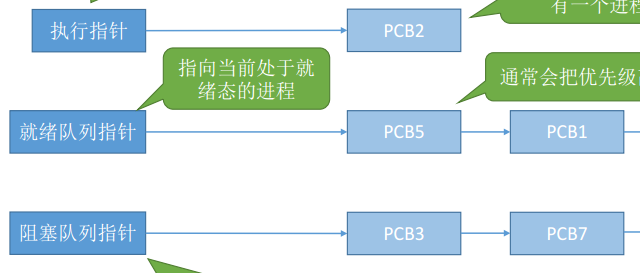 有一个进程
执行指针
PCB2
指向当前处于就
绪态的进程
通常会把优先级
就绪队列指针
PCB5
PCB1
阻塞队列指针
PCB3
PCB7